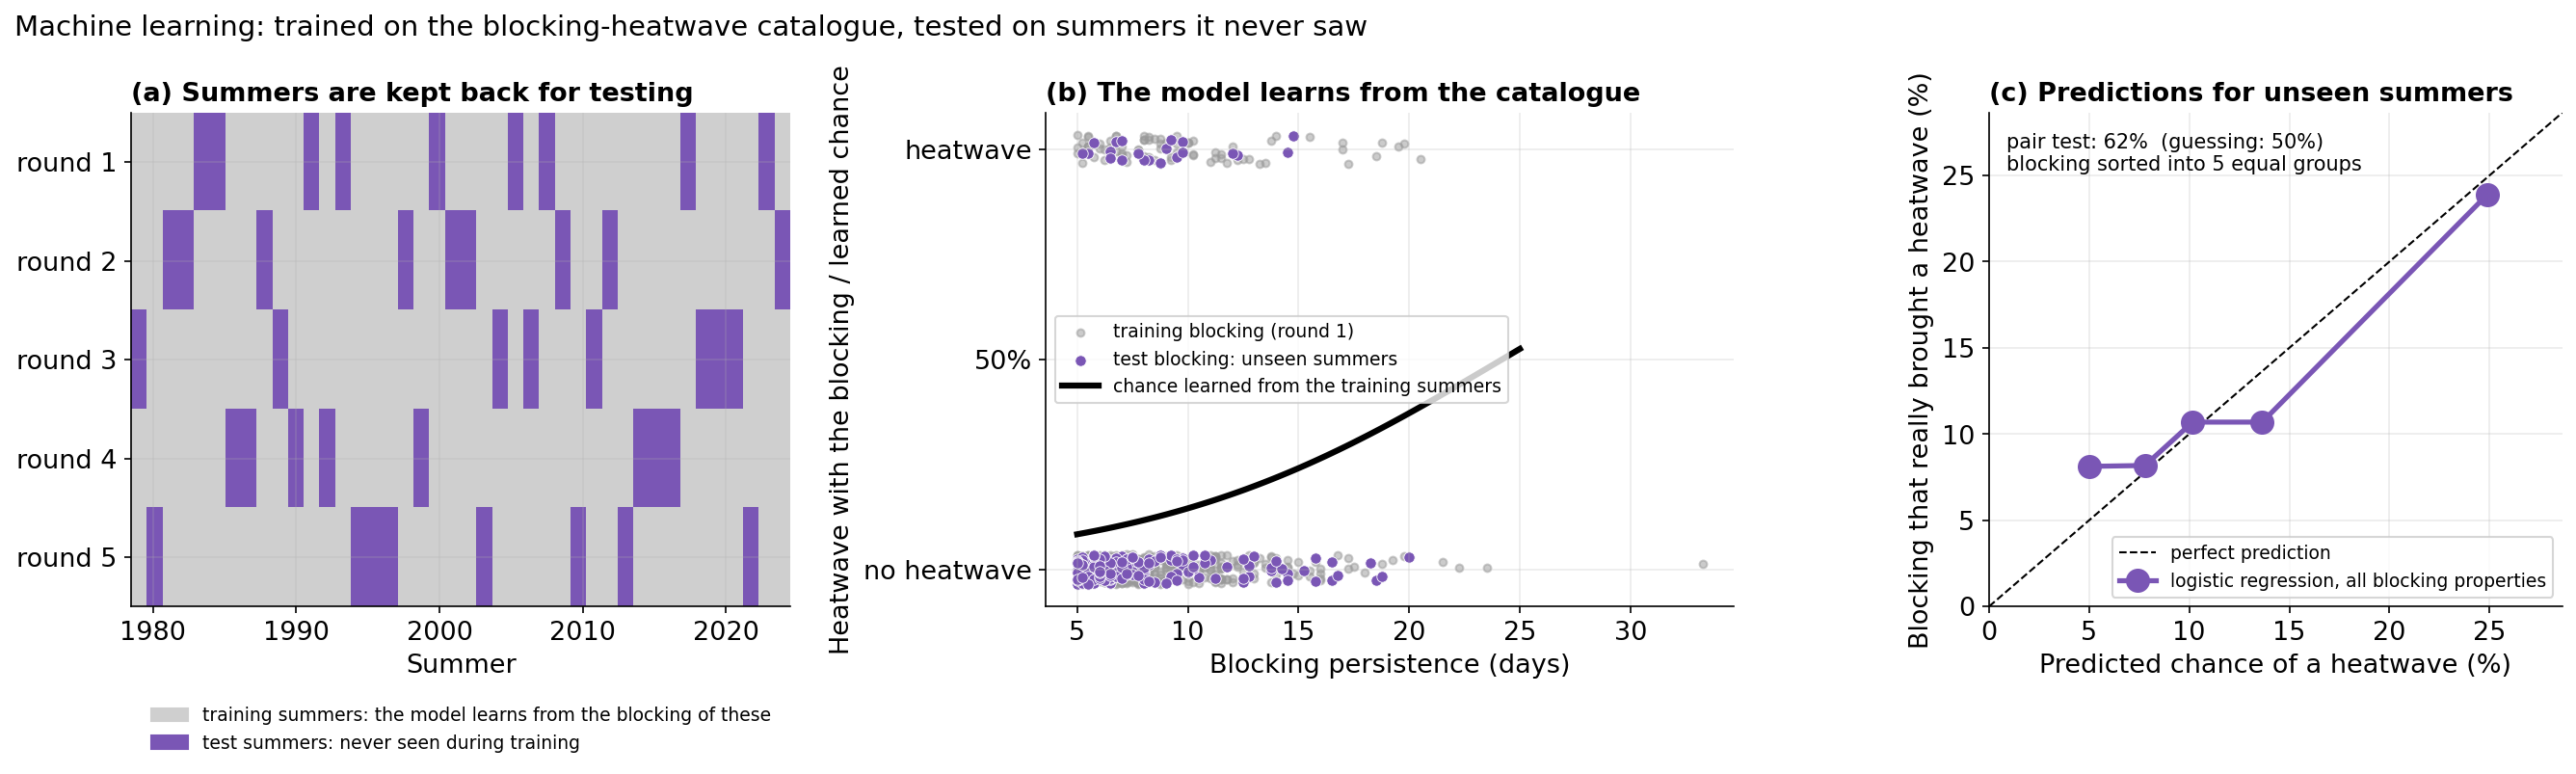 Machine learning: trained on the blocking-heatwave catalogue, tested on summers it never saw
(a) Summers are kept back for testing
round 1
round 2
round 3
round 4
round 5
1980 1990 2000 2010 2020
Summer
training summers: the model learns from the blocking of these
test summers: never seen during training
(b) The model learns from the catalogue
Heatwave with the blocking / learned chance
heatwave
50%
no heatwave
training blocking (round 1)
test blocking: unseen summers
chance learned from the training summers
5 10 15 20 25 30
Blocking persistence (days)
(c) Predictions for unseen summers
Blocking that really brought a heatwave (%)
pair test: 62% (guessing: 50%)
blocking sorted into 5 equal groups
25
20
15
10
5
0
perfect prediction
logistic regression, all blocking properties
0 5 10 15 20 25
Predicted chance of a heatwave (%)